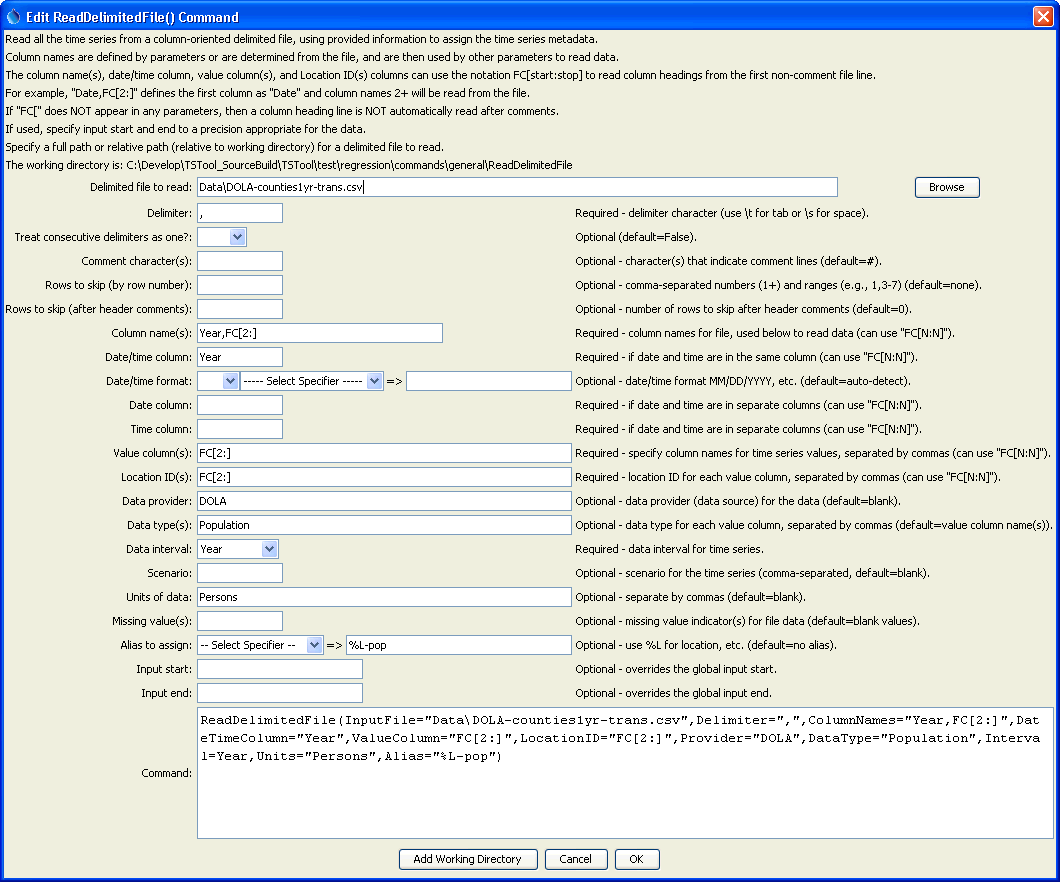 Edit ReadDelimitedFile() Command
Read all the time series from a column-oriented delimited file, using provided information to assign the time series metadata.
Column names are defined by parameters or are determined from the file, and are then used by other parameters to read data.
The column name(s), date/time column, value column(s), and Location ID(s) columns can use the notation FC[start:stop] to read column headings from the first non-comment file line.
For example, "Date,FC[2:]" defines the first column as "Date" and column names 2+ will be read from the file.
If "FC[" does NOT appear in any parameters, then a column heading line is NOT automatically read after comments.
If used, specify input start and end to a precision appropriate for the data.
Specify a full path or relative path (relative to working directory) for a delimited file to read.
The working directory is: C:\Develop\TSTool_SourceBuild\TSTool\test\regression\commands\general\ReadDelimitedFile
Delimited file to read: Data\DOLA-counties1yr-trans.csv Browse
Delimiter: , Required - delimiter character (use \t for tab or \s for space).
Treat consecutive delimiters as one?: Optional (default=False).
Comment character(s): Optional - character(s) that indicate comment lines (default=#).
Rows to skip (by row number): Optional - comma-separated numbers (1+) and ranges (e.g., 1,3-7) (default=none).
Rows to skip (after header comments): Optional - number of rows to skip after header comments (default=0).
Column name(s): Year,FC[2:] Required - column names for file, used below to read data (can use "FC[N:N]").
Date/time column: Year Required - if date and time are in the same column (can use "FC[N:N]").
Date/time format: ----- Select Specifier ----- => Optional - date/time format MM/DD/YYYY, etc. (default=auto-detect).
Date column: Required - if date and time are in separate columns (can use "FC[N:N]").
Time column: Required - if date and time are in separate columns (can use "FC[N:N]").
Value column(s): FC[2:] Required - specify column names for time series values, separated by commas (can use "FC[N:N]").
Location ID(s): FC[2:] Required - location ID for each value column, separated by commas (can use "FC[N:N]").
Data provider: DOLA Optional - data provider (data source) for the data (default=blank).
Data type(s): Population Optional - data type for each value column, separated by commas (default=value column name(s)).
Data interval: Year Required - data interval for time series.
Scenario: Optional - scenario for the time series (comma-separated, default=blank).
Units of data: Persons Optional - separate by commas (default=blank).
Missing value(s): Optional - missing value indicator(s) for file data (default=blank values).
Alias to assign: -- Select Specifier -- => %L-pop Optional - use %L for location, etc. (default=no alias).
Input start: Optional - overrides the global input start.
Input end: Optional - overrides the global input end.
Command:
ReadDelimitedFile(InputFile="Data\DOLA-counties1yr-trans.csv",Delimiter=",",ColumnNames="Year,FC[2:]",Dat
eTimeColumn="Year",ValueColumn="FC[2:]",LocationID="FC[2:]",Provider="DOLA",DataType="Population",Interva
l=Year,Units="Persons",Alias="%L-pop")
Add Working Directory Cancel OK